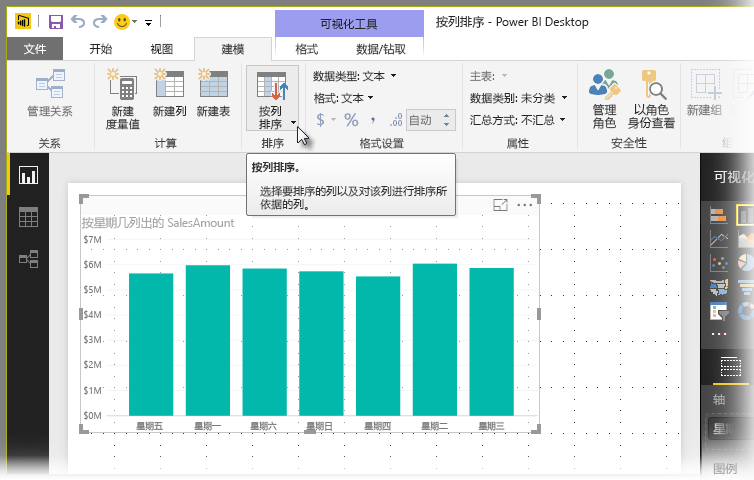 可视化工具
按列排序 - Power BI Desktop
文件 开始 视图 建模 格式 数据/钻取
管理关系
关系
新建
度量值
新建列
新建表
计算
按列
排序
排序
数据类型: 文本
格式: 文本
$ % , .00 自动
格式设置
主表:
数据类别: 未分类
汇总方式: 不汇总
属性
管理
角色
以角色
身份查看
安全性
新建组
组
按列排序。
选择要排序的列以及对该列进行排序所
依据的列。
按星期几列出的 SalesAmount
$7M
$6M
$5M
$4M
$3M
$2M
$1M
$0M
星期五 星期一 星期六 星期日 星期四 星期二 星期三
可视化
轴
星
图例